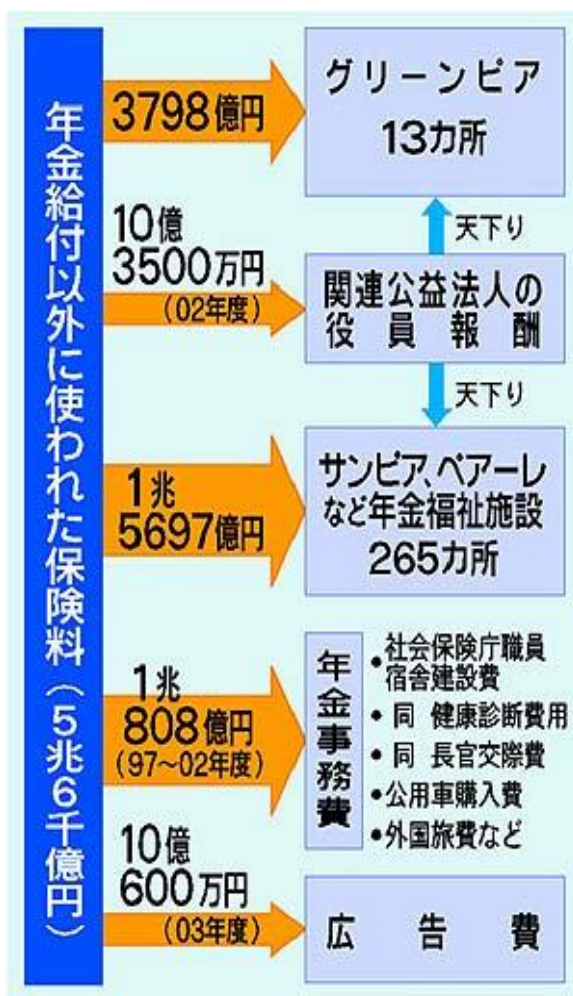 年金給付以外に使われた保険料(5兆6千億円)
3798億円
グリーンピア
13カ所
天下り
10億
3500万円
(02年度)
関連公益法人の
役員報酬
天下り
1兆
5697億円
サンピア、ペアーレ
など年金福祉施設
265カ所
1兆
808億円
(97〜02年度)
年金事務費
•社会保険庁職員
宿舎建設費
•同 健康診断費用
•同 長官交際費
•公用車購入費
•外国旅費など
10億
600万円
(03年度)
広告費